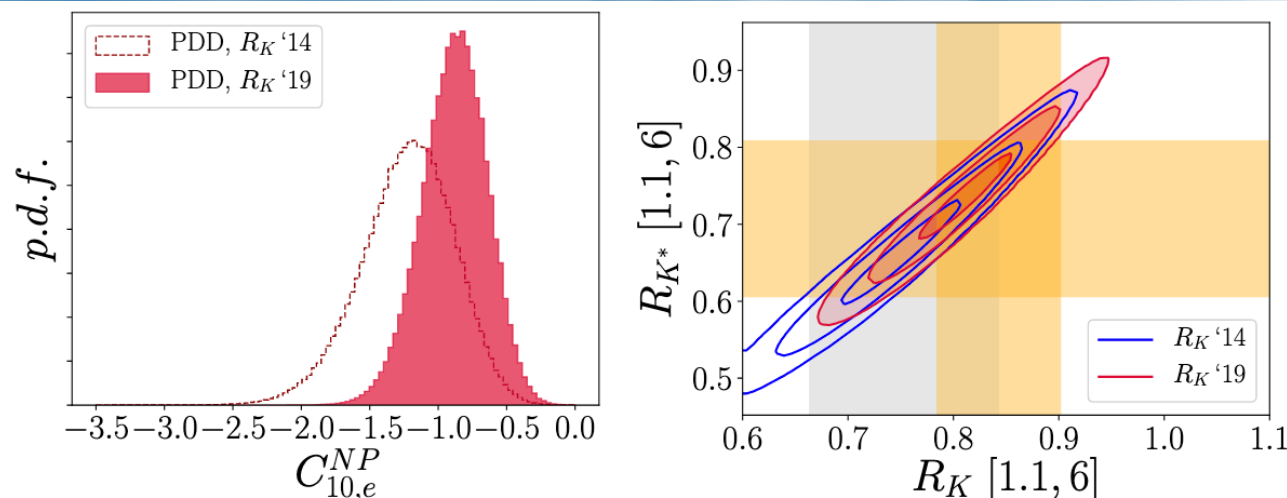 PDD, $R_K$ ‘14
PDD, $R_K$ ‘19
p.d.f.
−3.5 −3.0 −2.5 −2.0 −1.5 −1.0 −0.5 0.0
$C_{10,e}^{NP}$
0.9
0.8
0.7
0.6
0.5
$R_{K^*}$ [1.1, 6]
$R_K$ ‘14
$R_K$ ‘19
0.6 0.7 0.8 0.9 1.0 1.1
$R_K$ [1.1, 6]